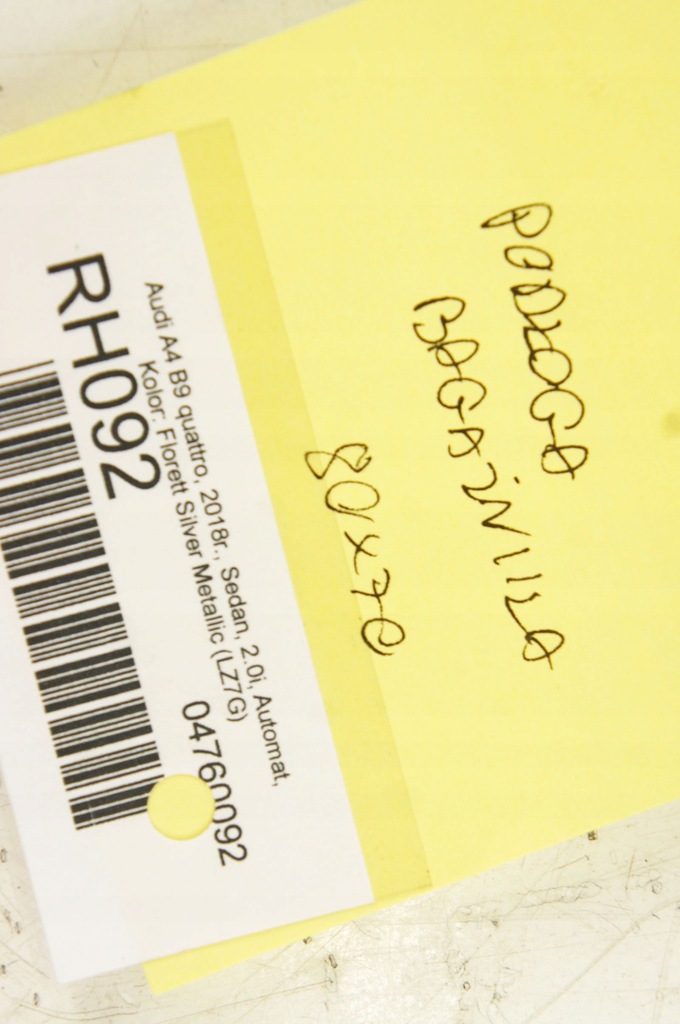 PODŁOGA
BAGAŻNIKA
80x70
Audi A4 B9 quattro, 2018r., Sedan, 2.0i, Automat,
Kolor: Florett Silver Metallic (LZ7G)
RH092
04760092